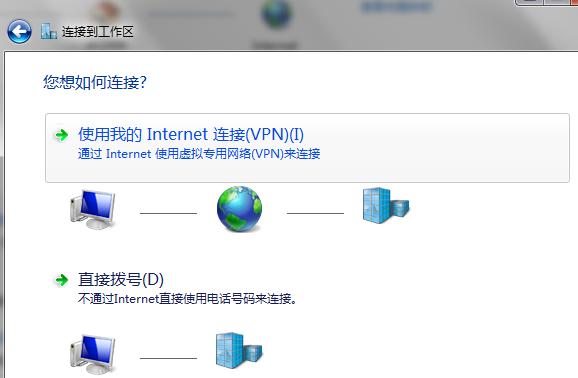 连接到工作区
您想如何连接?
使用我的 Internet 连接(VPN)(I)
通过 Internet 使用虚拟专用网络(VPN)来连接
直接拨号(D)
不通过Internet直接使用电话号码来连接。